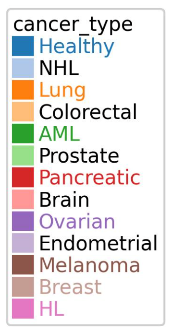 cancer_type
Healthy
NHL
Lung
Colorectal
AML
Prostate
Pancreatic
Brain
Ovarian
Endometrial
Melanoma
Breast
HL